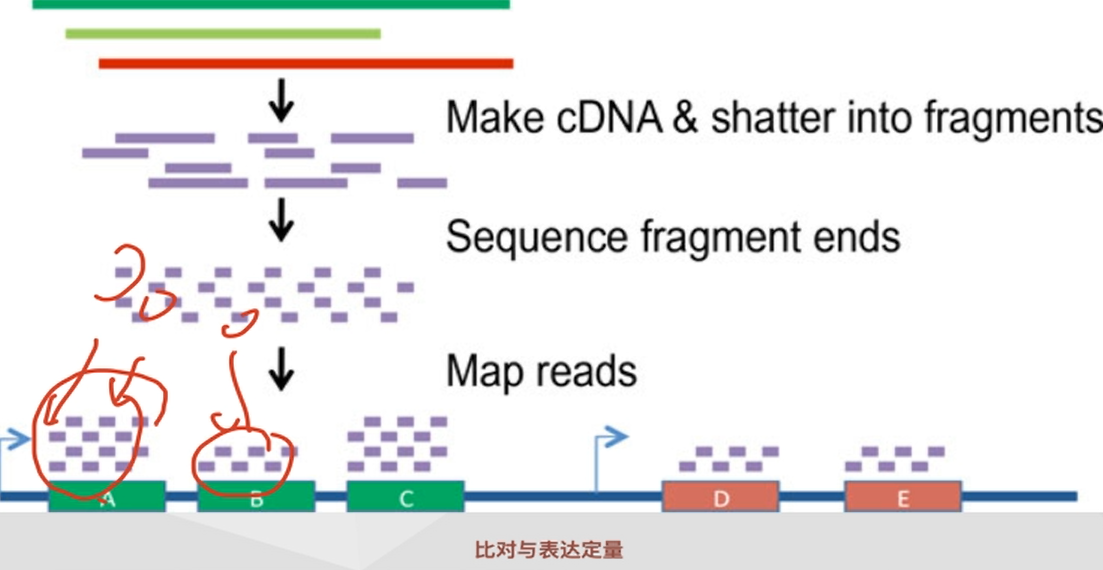 Make cDNA & shatter into fragments
Sequence fragment ends
Map reads
A B C D E
比对与表达定量